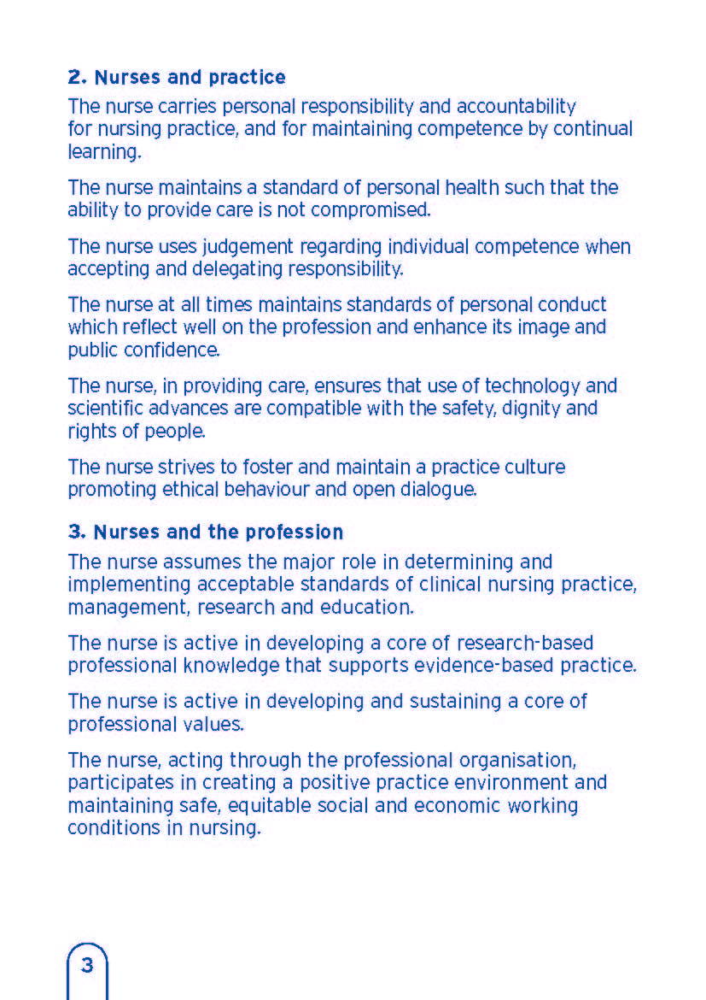 2. Nurses and practice
The nurse carries personal responsibility and accountability
for nursing practice, and for maintaining competence by continual
learning.
The nurse maintains a standard of personal health such that the
ability to provide care is not compromised.
The nurse uses judgement regarding individual competence when
accepting and delegating responsibility.
The nurse at all times maintains standards of personal conduct
which reflect well on the profession and enhance its image and
public confidence.
The nurse, in providing care, ensures that use of technology and
scientific advances are compatible with the safety, dignity and
rights of people.
The nurse strives to foster and maintain a practice culture
promoting ethical behaviour and open dialogue.
3. Nurses and the profession
The nurse assumes the major role in determining and
implementing acceptable standards of clinical nursing practice,
management, research and education.
The nurse is active in developing a core of research-based
professional knowledge that supports evidence-based practice.
The nurse is active in developing and sustaining a core of
professional values.
The nurse, acting through the professional organisation,
participates in creating a positive practice environment and
maintaining safe, equitable social and economic working
conditions in nursing.
3